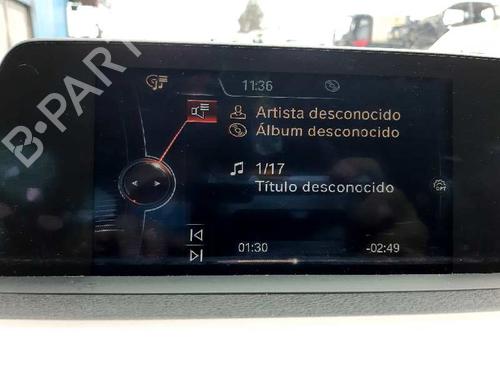 11:36
Artista desconocido
Álbum desconocido
1/17
Título desconocido
01:30
-02:49
B-PARTS